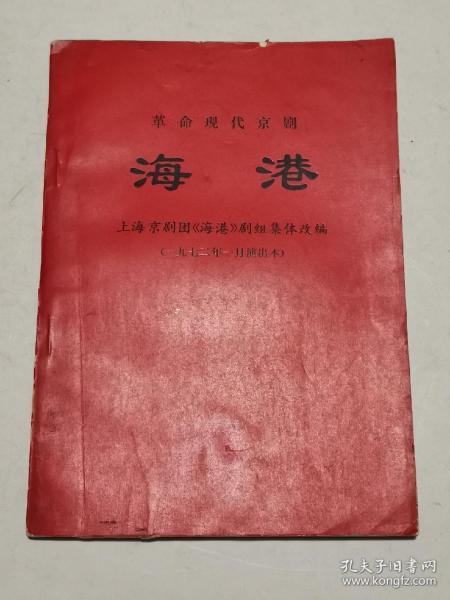 革命现代京剧
海港
上海京剧团《海港》剧组集体改编
(一九七二年一月演出本)
孔夫子旧书网
www.kongfz.com